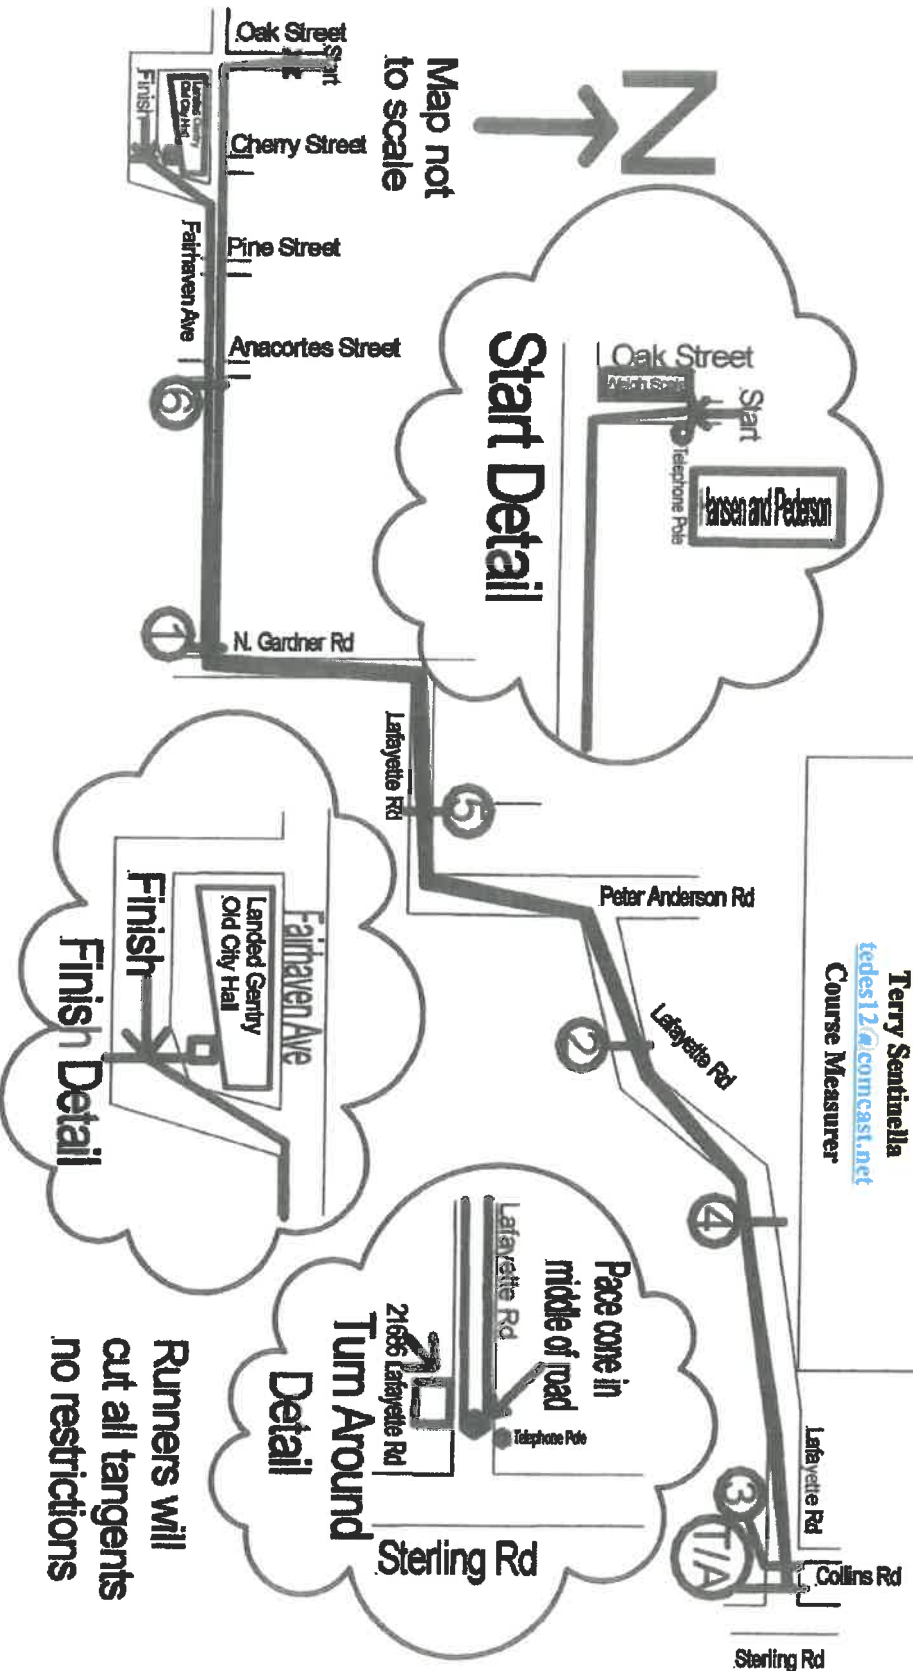 Terry Sentinella
tedes12@comcast.net
Course Measurer
N
Map not
to scale
Oak Street
Start
Cherry Street
Pine Street
Anacortes Street
Finish
Landed Gentry
Old City Hall
Fairhaven Ave
6
1
N. Gardner Rd
Lafayette Rd
5
Peter Anderson Rd
2
Lafayette Rd
4
Lafayette Rd
3
T/A
Collins Rd
Sterling Rd
Oak Street
Weigh Scale
Start
Telephone Pole
Jansen and Pederson
Start Detail
Fairhaven Ave
Landed Gentry
Old City Hall
Finish
Finish Detail
Pace cone in
middle of road
Lafayette Rd
Telephone Pole
21686 Lafayette Rd
Turn Around
Detail
Sterling Rd
Runners will
cut all tangents
no restrictions